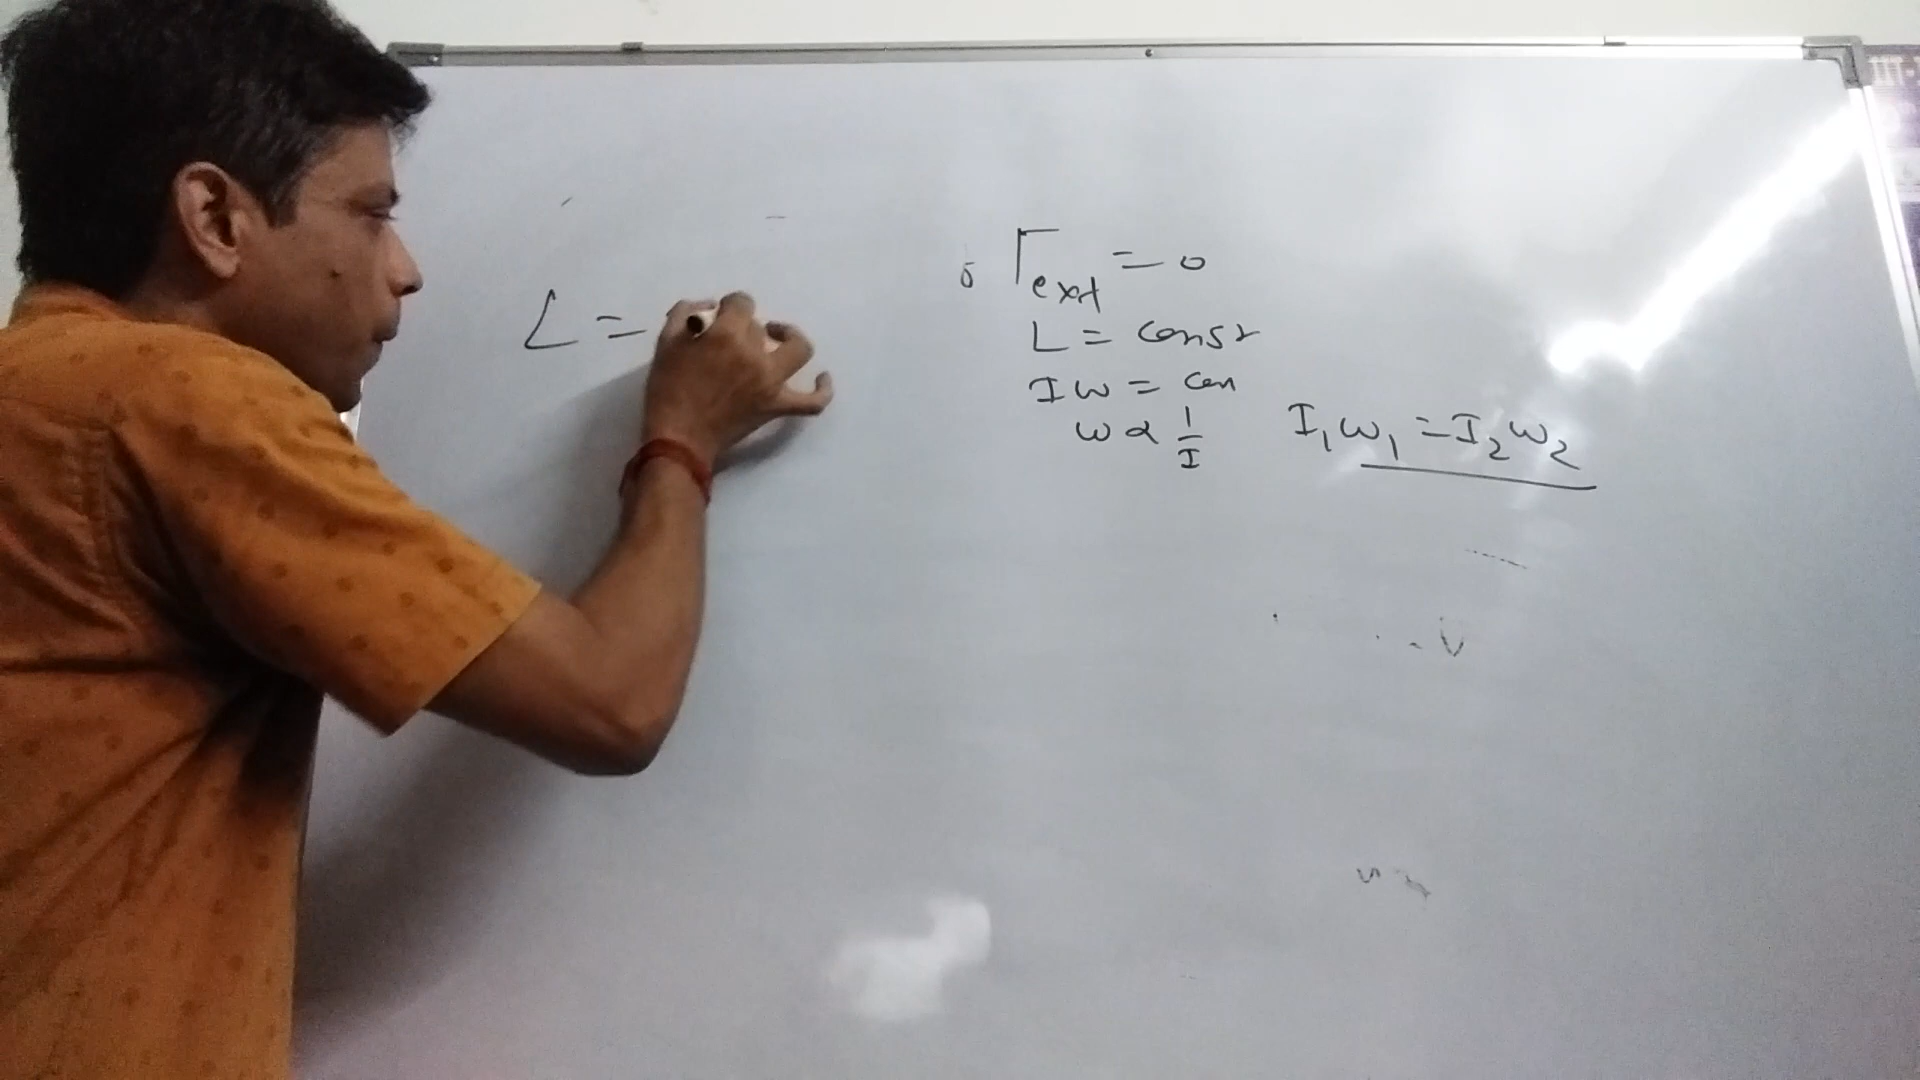 L =
Γext = 0
L = const
Iω = con
ω ∝ 1/I
I₁ω₁ = I₂ω₂